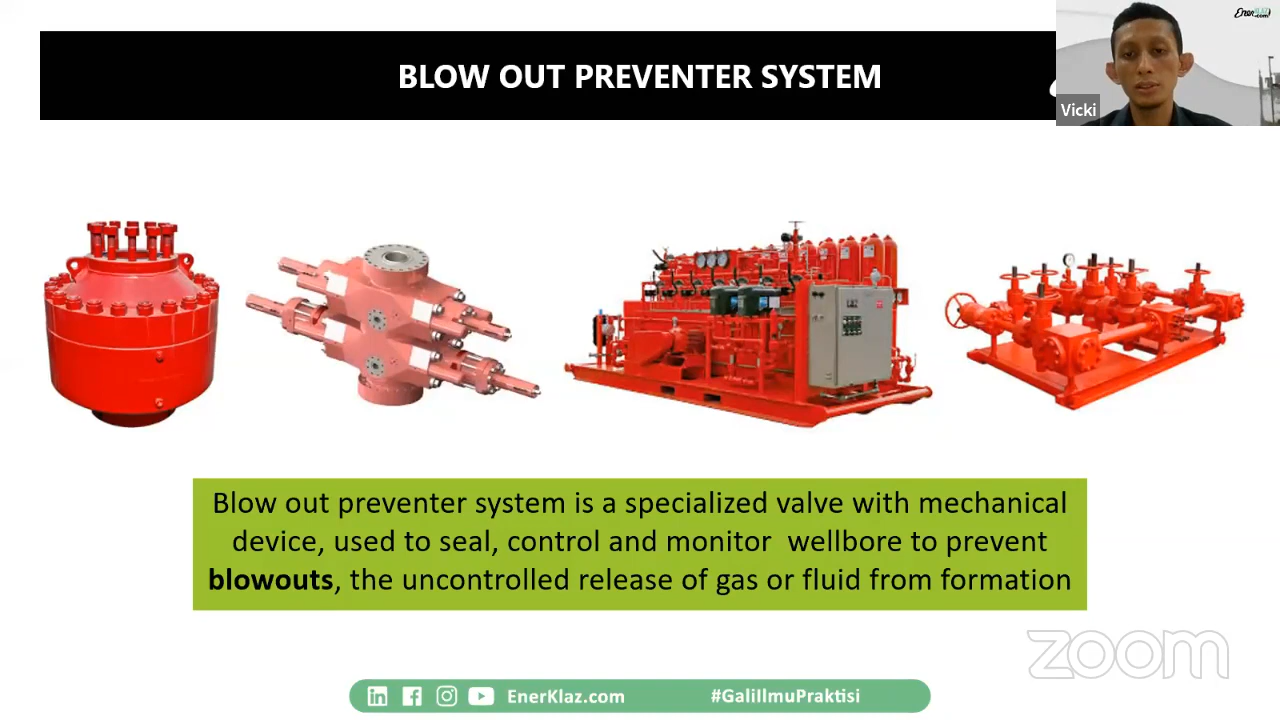 EnerKlaz
.com
BLOW OUT PREVENTER SYSTEM
Vicki
Blow out preventer system is a specialized valve with mechanical
device, used to seal, control and monitor wellbore to prevent
blowouts, the uncontrolled release of gas or fluid from formation
zoom
EnerKlaz.com #GaliIlmuPraktisi